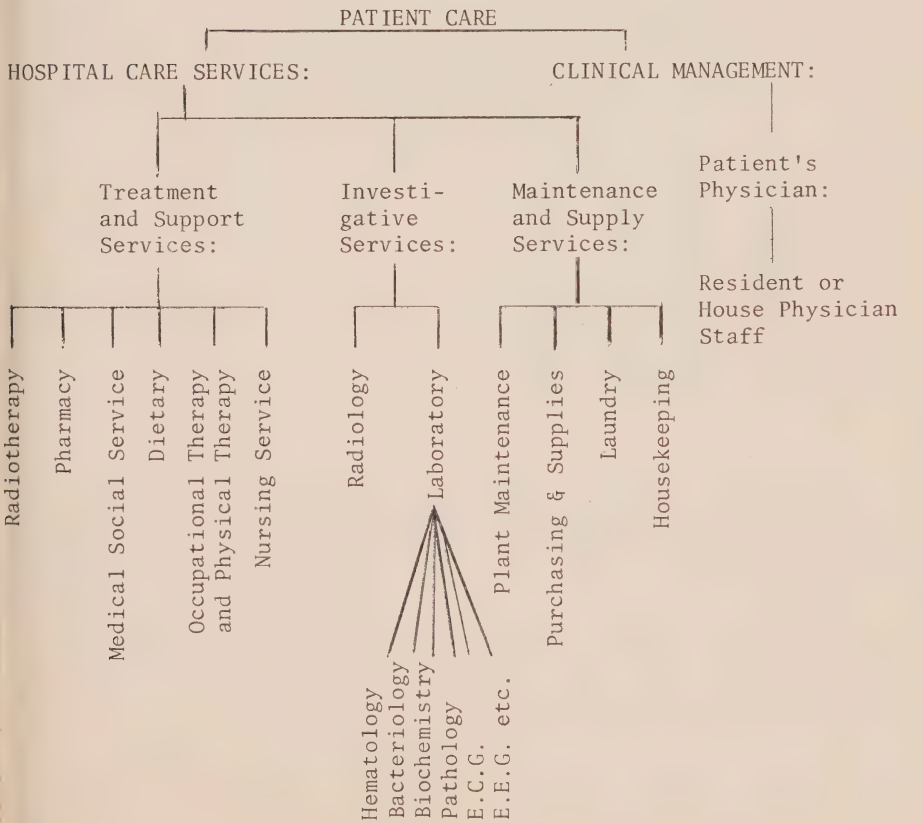 PATIENT CARE
HOSPITAL CARE SERVICES:
CLINICAL MANAGEMENT:
Treatment
and Support
Services:
Investi-
gative
Services:
Maintenance
and Supply
Services:
Patient's
Physician:
Resident or
House Physician
Staff
Radiotherapy
Pharmacy
Medical Social Service
Dietary
Occupational Therapy
and Physical Therapy
Nursing Service
Radiology
Laboratory
Plant Maintenance
Purchasing & Supplies
Laundry
Housekeeping
Hematology
Bacteriology
Biochemistry
Pathology
E.C.G.
E.E.G. etc.